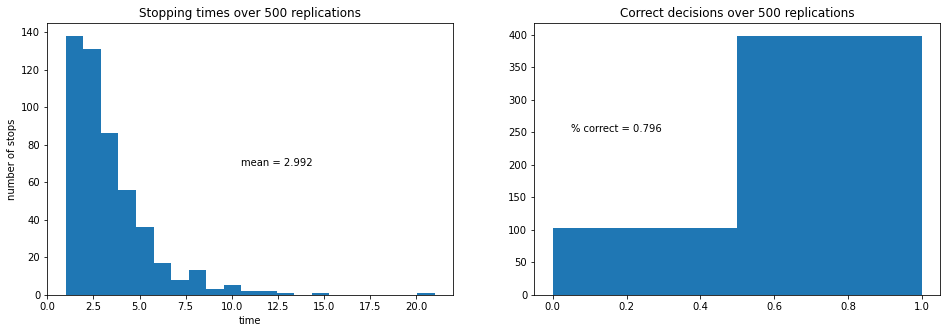 Stopping times over 500 replications
140
120
100
80
60
40
20
0
number of stops
mean = 2.992
0.0 2.5 5.0 7.5 10.0 12.5 15.0 17.5 20.0
time
Correct decisions over 500 replications
400
350
300
250
200
150
100
50
0
% correct = 0.796
0.0 0.2 0.4 0.6 0.8 1.0